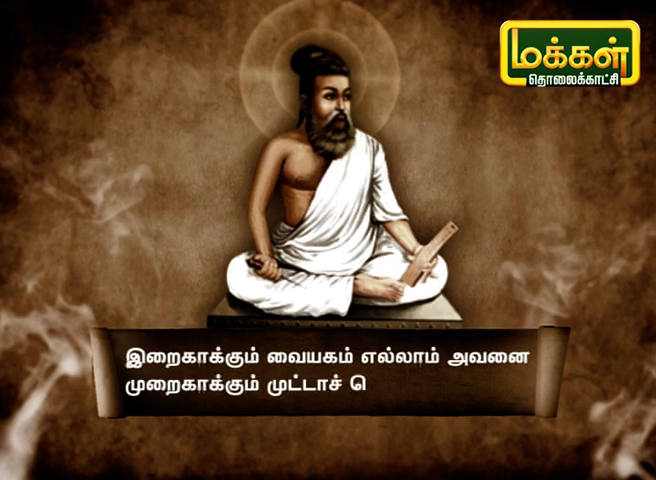 மக்கள்
தொலைக்காட்சி
இறைகாக்கும் வையகம் எல்லாம் அவனை
முறைகாக்கும் முட்டாச் ெ